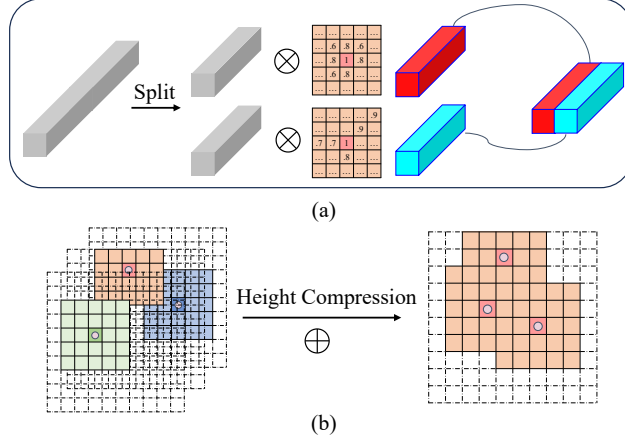 ... ... ... ... ...
... .6 .8 .6 ...
... .8 1 .8 ...
... .6 .8 ...
... ... ... ... ...
Split
... ... ... ... .9
... ... ... .9 ...
.7 .7 1 ... ...
... ... .8 ... ...
... ... ... ... ...
(a)
Height Compression
(b)